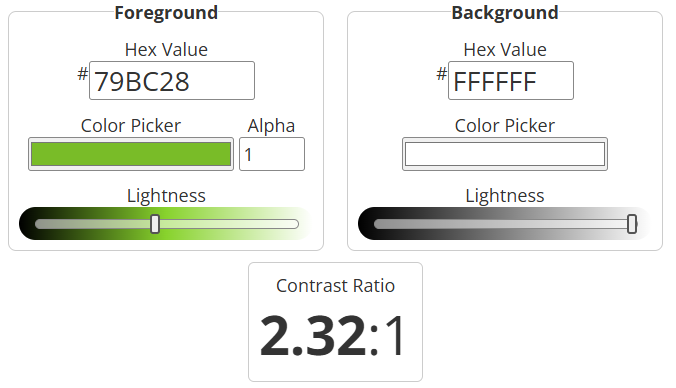 Foreground
Hex Value
#79BC28
Color Picker Alpha
1
Lightness
Background
Hex Value
#FFFFFF
Color Picker
Lightness
Contrast Ratio
2.32:1